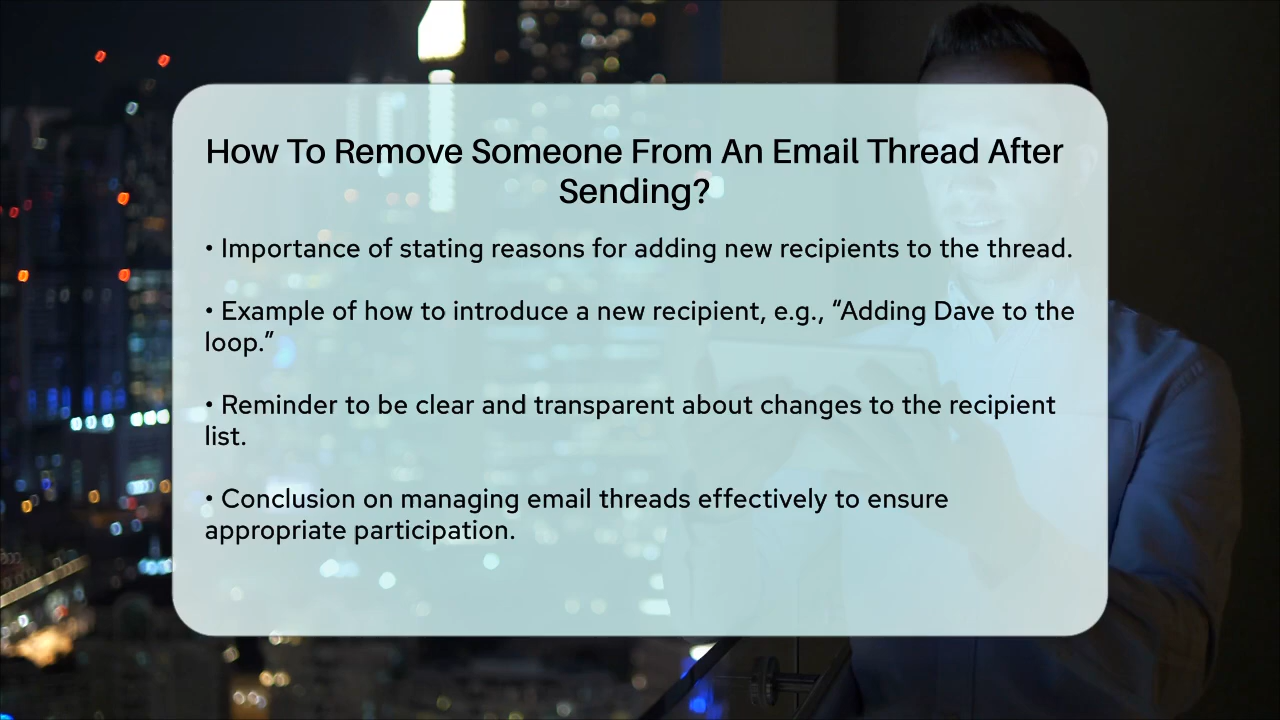 How To Remove Someone From An Email Thread After
Sending?
• Importance of stating reasons for adding new recipients to the thread.
• Example of how to introduce a new recipient, e.g., “Adding Dave to the
loop.”
• Reminder to be clear and transparent about changes to the recipient
list.
• Conclusion on managing email threads effectively to ensure
appropriate participation.